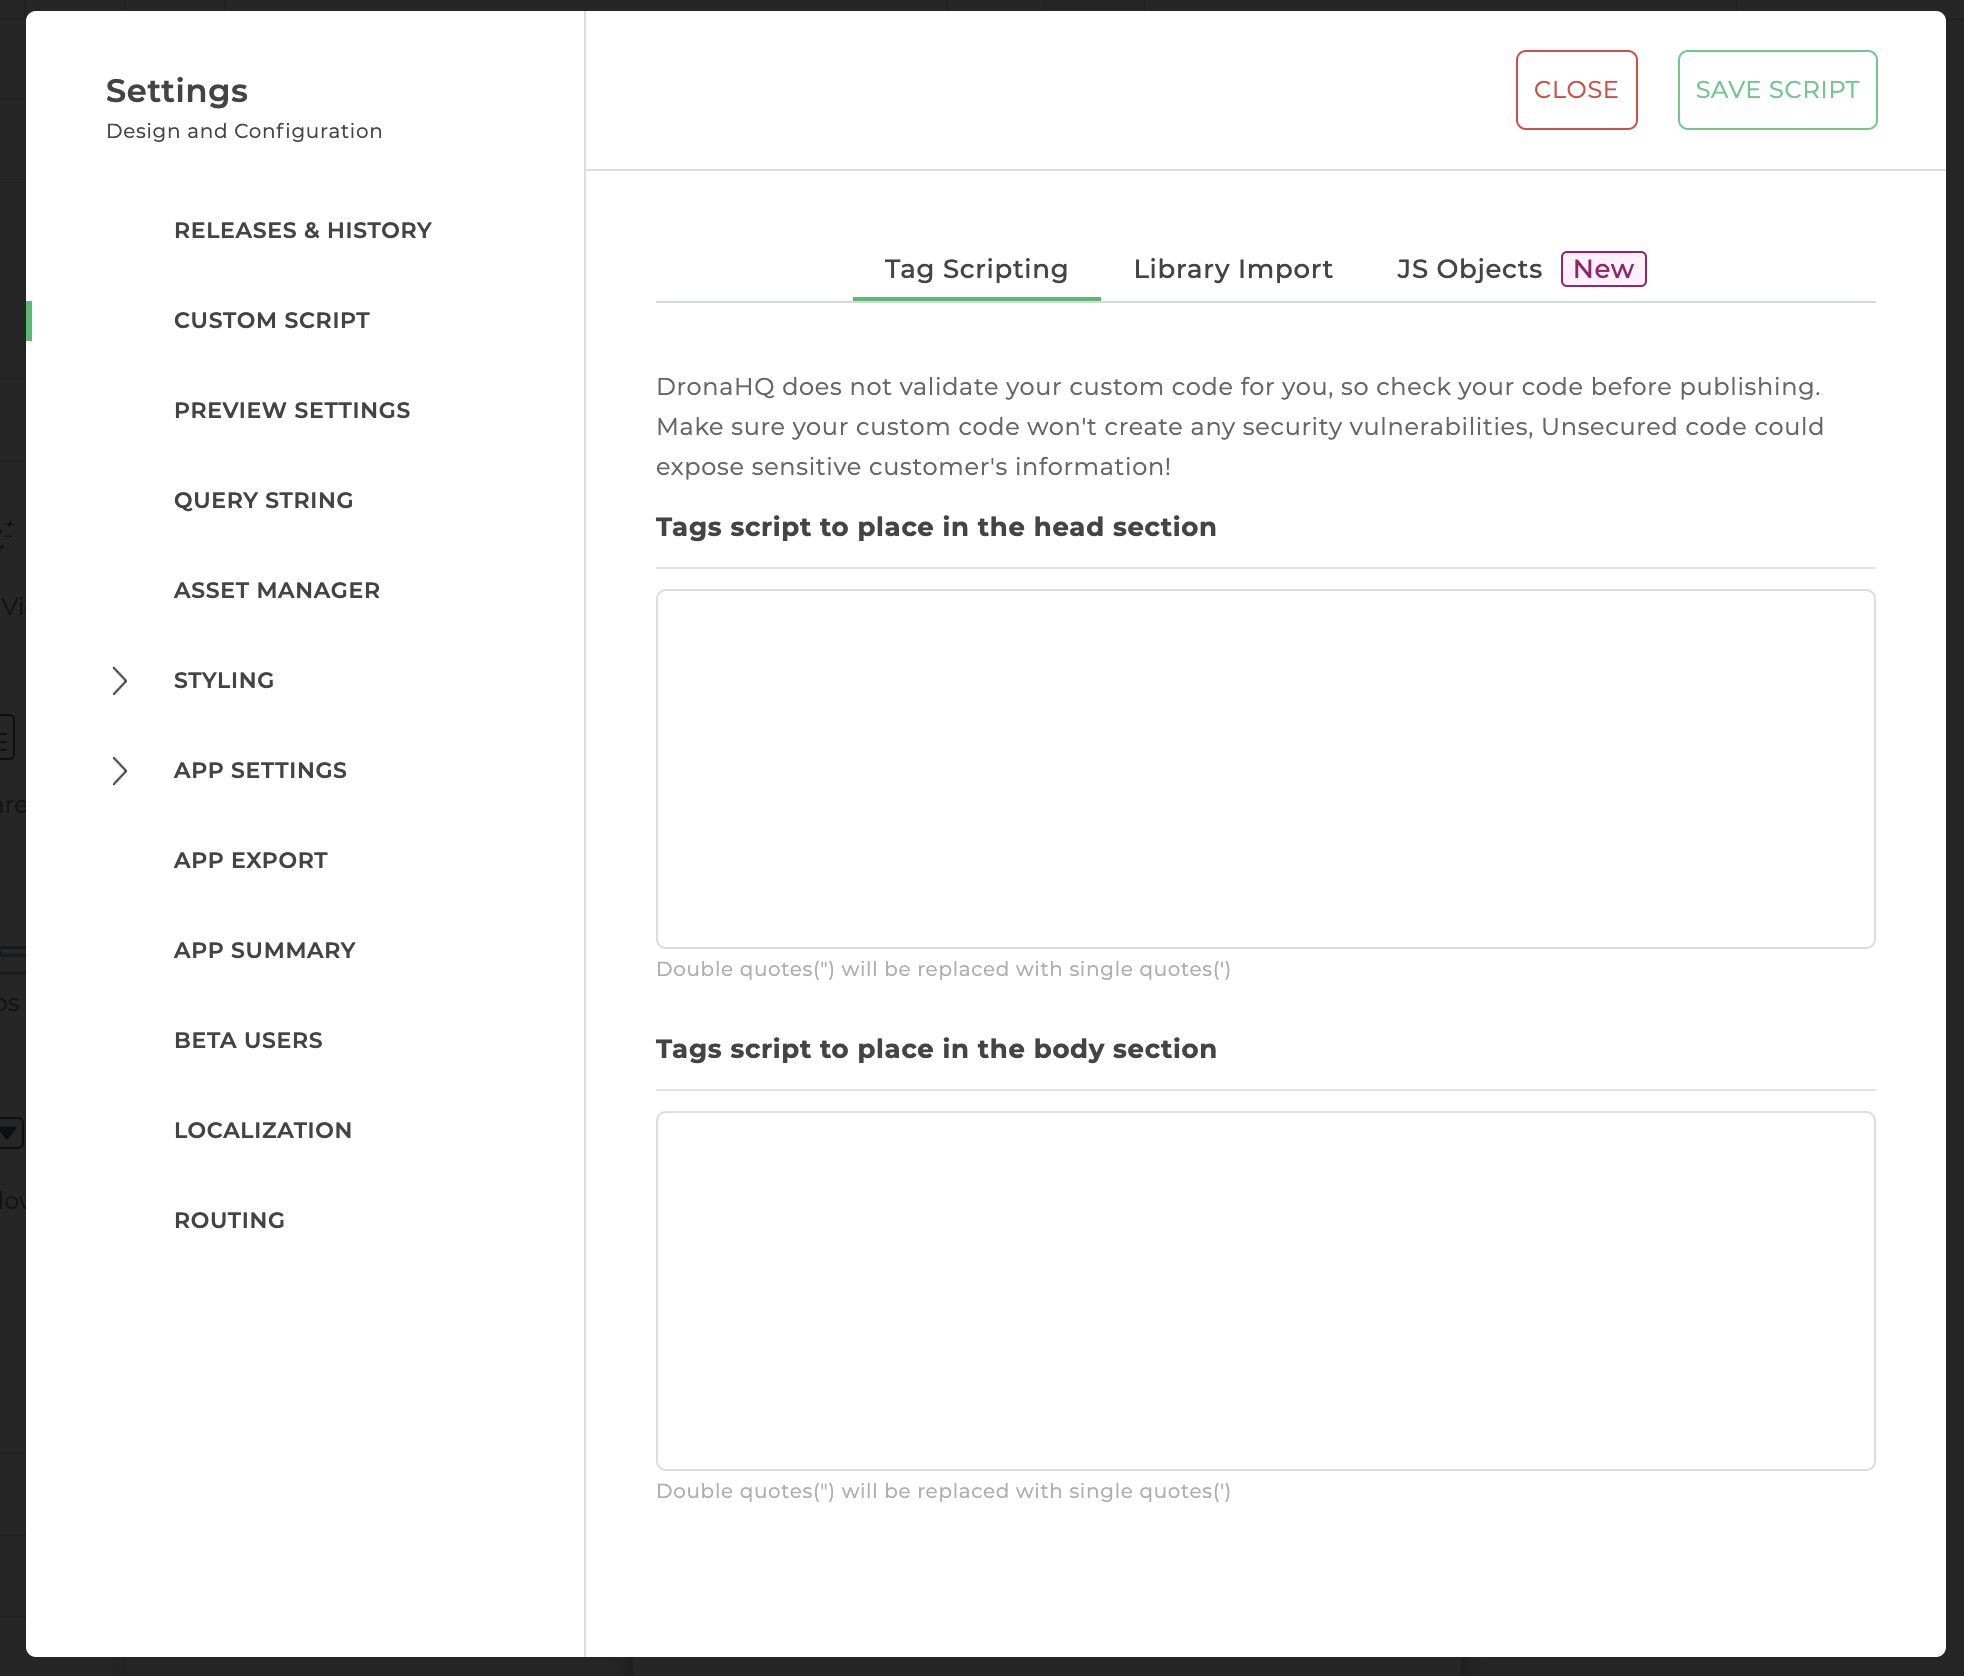 Settings
Design and Configuration
RELEASES & HISTORY
CUSTOM SCRIPT
PREVIEW SETTINGS
QUERY STRING
ASSET MANAGER
STYLING
APP SETTINGS
APP EXPORT
APP SUMMARY
BETA USERS
LOCALIZATION
ROUTING
CLOSE
SAVE SCRIPT
Tag Scripting
Library Import
JS Objects New
DronaHQ does not validate your custom code for you, so check your code before publishing.
Make sure your custom code won't create any security vulnerabilities, Unsecured code could
expose sensitive customer's information!
Tags script to place in the head section
Double quotes(") will be replaced with single quotes(')
Tags script to place in the body section
Double quotes(") will be replaced with single quotes(')